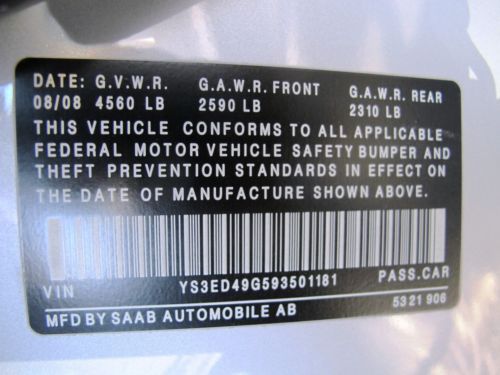 DATE: G.V.W.R. G.A.W.R. FRONT G.A.W.R. REAR
08/08 4560 LB 2590 LB 2310 LB
THIS VEHICLE CONFORMS TO ALL APPLICABLE
FEDERAL MOTOR VEHICLE SAFETY BUMPER AND
THEFT PREVENTION STANDARDS IN EFFECT ON
THE DATE OF MANUFACTURE SHOWN ABOVE.
VIN YS3ED49G593501181 PASS.CAR
MFD BY SAAB AUTOMOBILE AB 5321 906